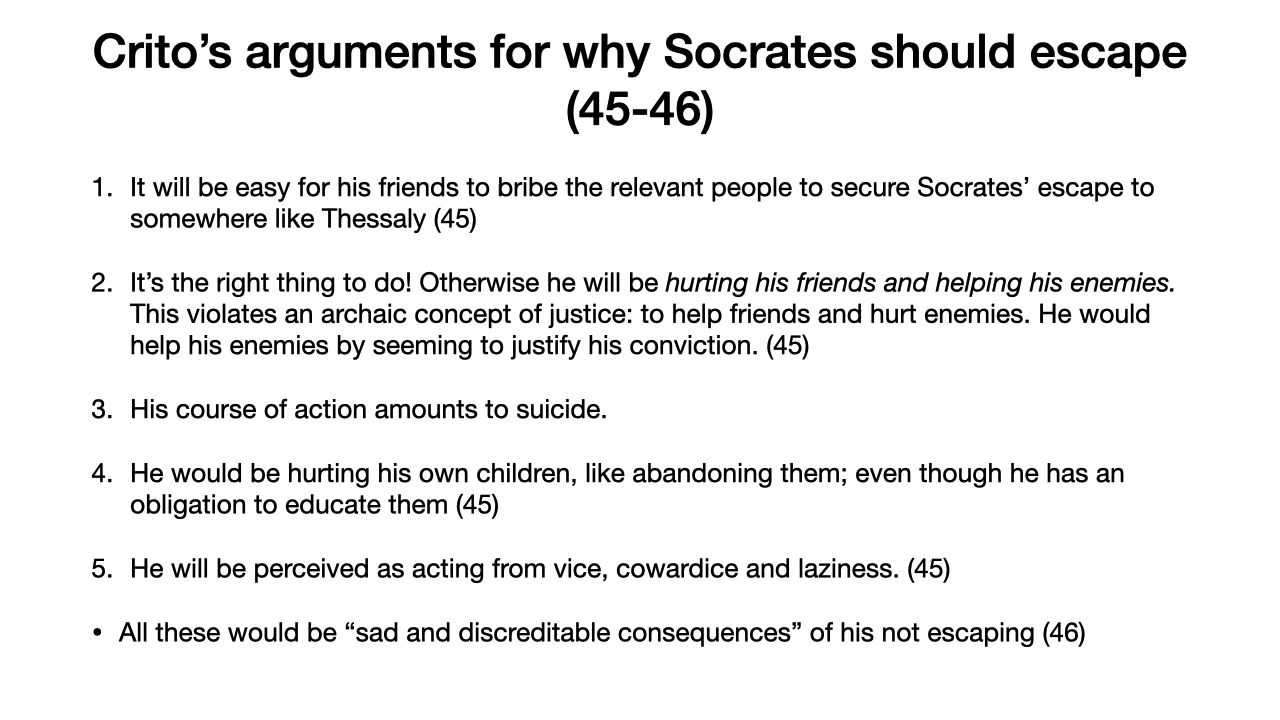 Crito’s arguments for why Socrates should escape
(45-46)
1. It will be easy for his friends to bribe the relevant people to secure Socrates’ escape to
somewhere like Thessaly (45)
2. It’s the right thing to do! Otherwise he will be hurting his friends and helping his enemies.
This violates an archaic concept of justice: to help friends and hurt enemies. He would
help his enemies by seeming to justify his conviction. (45)
3. His course of action amounts to suicide.
4. He would be hurting his own children, like abandoning them; even though he has an
obligation to educate them (45)
5. He will be perceived as acting from vice, cowardice and laziness. (45)
• All these would be “sad and discreditable consequences” of his not escaping (46)